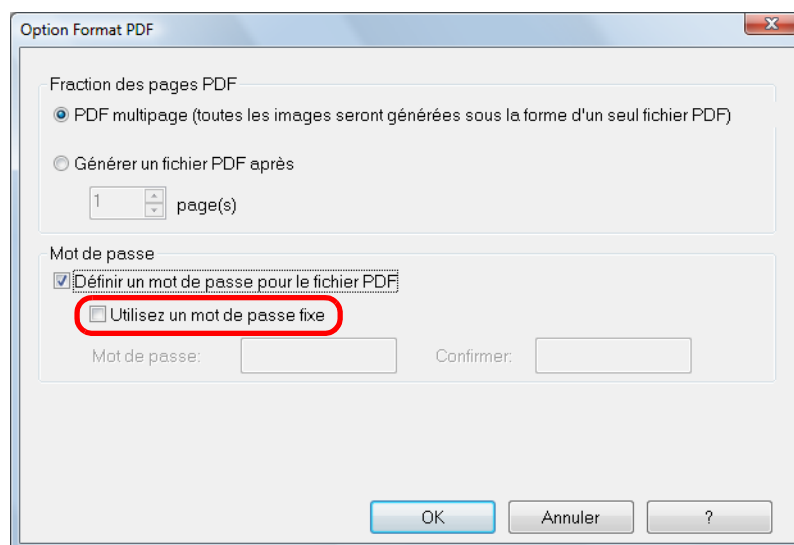 Option Format PDF
Fraction des pages PDF
PDF multipage (toutes les images seront générées sous la forme d'un seul fichier PDF)
Générer un fichier PDF après
1 page(s)
Mot de passe
Définir un mot de passe pour le fichier PDF
Utilisez un mot de passe fixe
Mot de passe: Confirmer:
OK Annuler ?